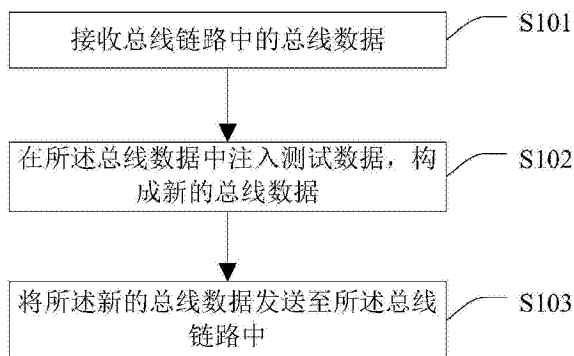 接收总线链路中的总线数据
S101
在所述总线数据中注入测试数据，构
成新的总线数据
S102
将所述新的总线数据发送至所述总线
链路中
S103